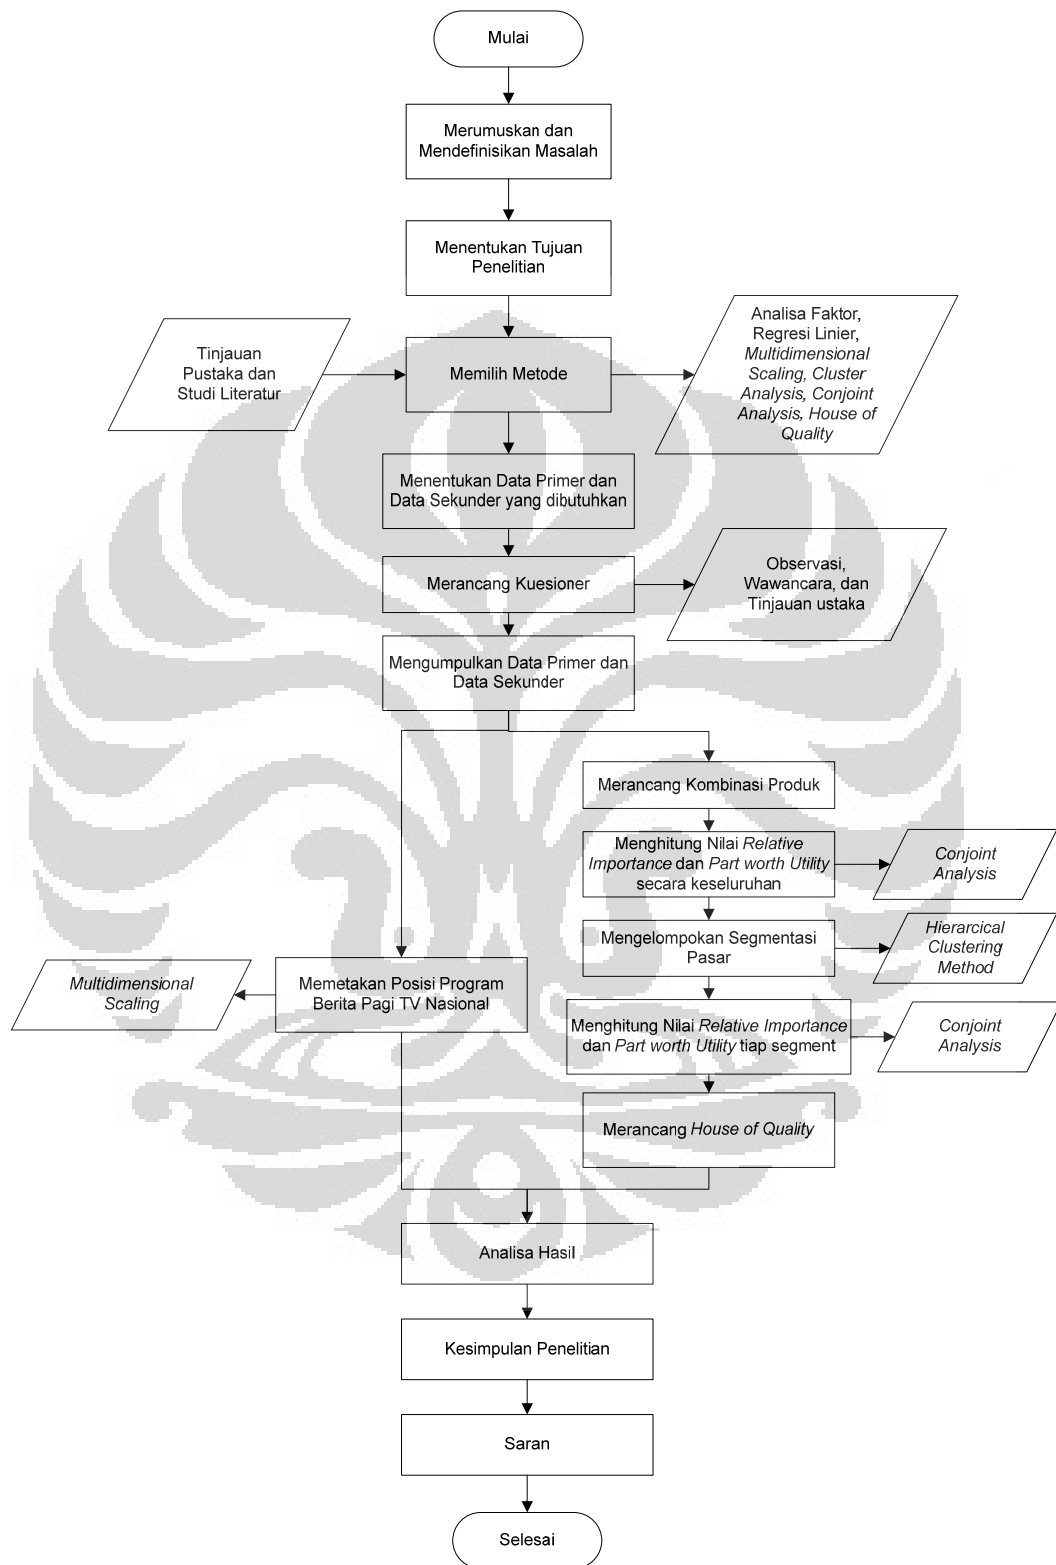 Mulai
Merumuskan dan
Mendefinisikan Masalah
Menentukan Tujuan
Penelitian
Tinjauan
Pustaka dan
Studi Literatur
Memilih Metode
Analisa Faktor,
Regresi Linier,
Multidimensional
Scaling, Cluster
Analysis, Conjoint
Analysis, House of
Quality
Menentukan Data Primer dan
Data Sekunder yang dibutuhkan
Merancang Kuesioner
Observasi,
Wawancara, dan
Tinjauan ustaka
Mengumpulkan Data Primer dan
Data Sekunder
Merancang Kombinasi Produk
Menghitung Nilai Relative
Importance dan Part worth Utility
secara keseluruhan
Conjoint
Analysis
Mengelompokan Segmentasi
Pasar
Hierarcical
Clustering
Method
Multidimensional
Scaling
Memetakan Posisi Program
Berita Pagi TV Nasional
Menghitung Nilai Relative Importance
dan Part worth Utility tiap segment
Conjoint
Analysis
Merancang House of Quality
Analisa Hasil
Kesimpulan Penelitian
Saran
Selesai